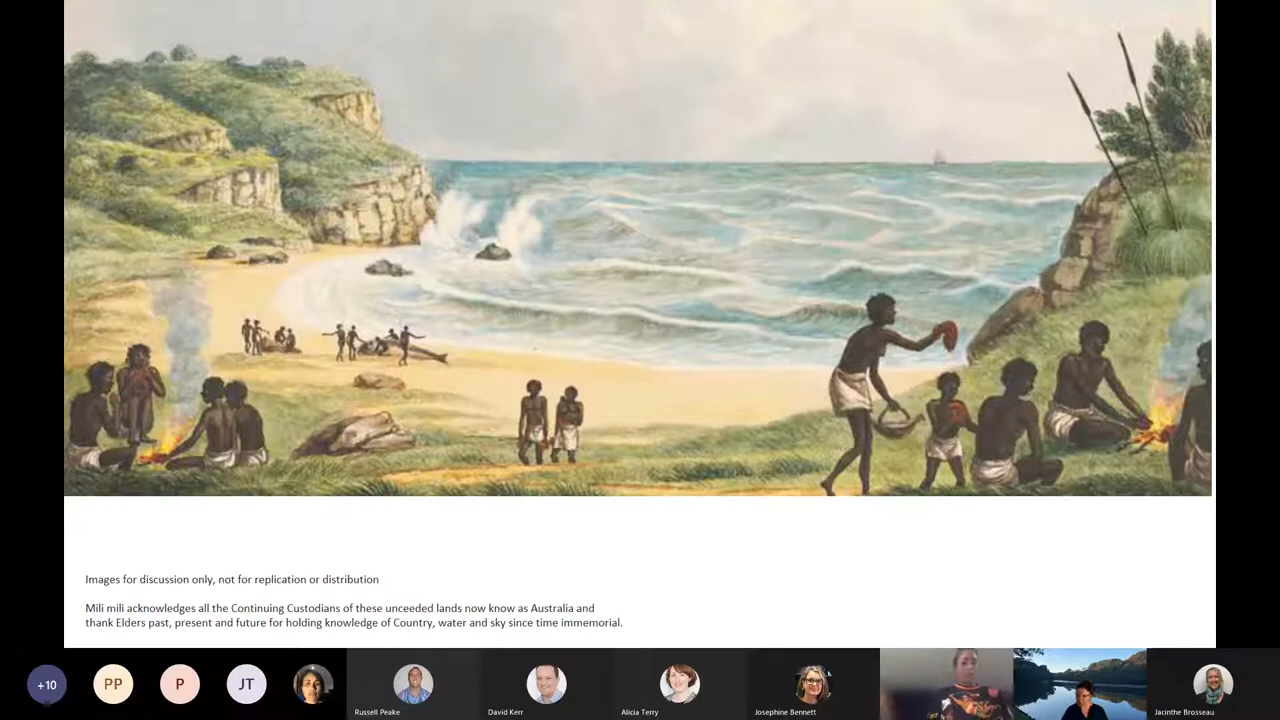 Images for discussion only, not for replication or distribution
Mili mili acknowledges all the Continuing Custodians of these unceeded lands now know as Australia and
thank Elders past, present and future for holding knowledge of Country, water and sky since time immemorial.
+10
PP
P
JT
Russell Peake
David Kerr
Alicia Terry
Josephine Bennett
Jacinthe Brosseau